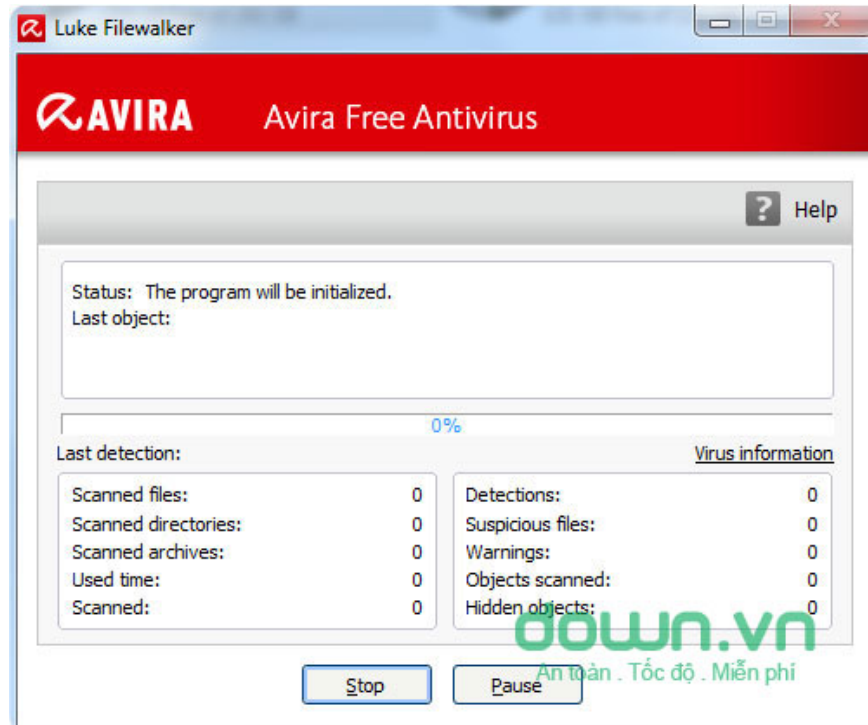 Luke Filewalker
AVIRA Avira Free Antivirus
? Help
Status: The program will be initialized.
Last object:
0%
Last detection: Virus information
Scanned files: 0
Scanned directories: 0
Scanned archives: 0
Used time: 0
Scanned: 0
Detections: 0
Suspicious files: 0
Warnings: 0
Objects scanned: 0
Hidden objects: 0
down.vn
An toàn . Tốc độ . Miễn phí
Stop Pause